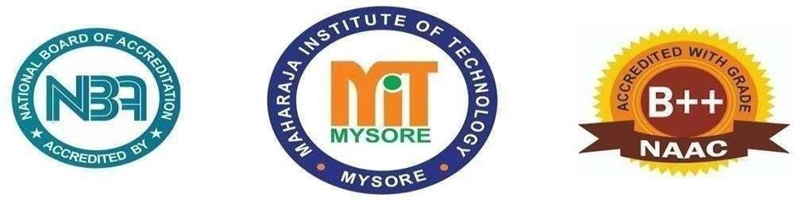 NATIONAL BOARD OF ACCREDITATION
NBA
★ ACCREDITED BY ★
MAHARAJA INSTITUTE OF TECHNOLOGY
MiT
MYSORE
• MYSORE •
ACCREDITED WITH GRADE
B++
NAAC